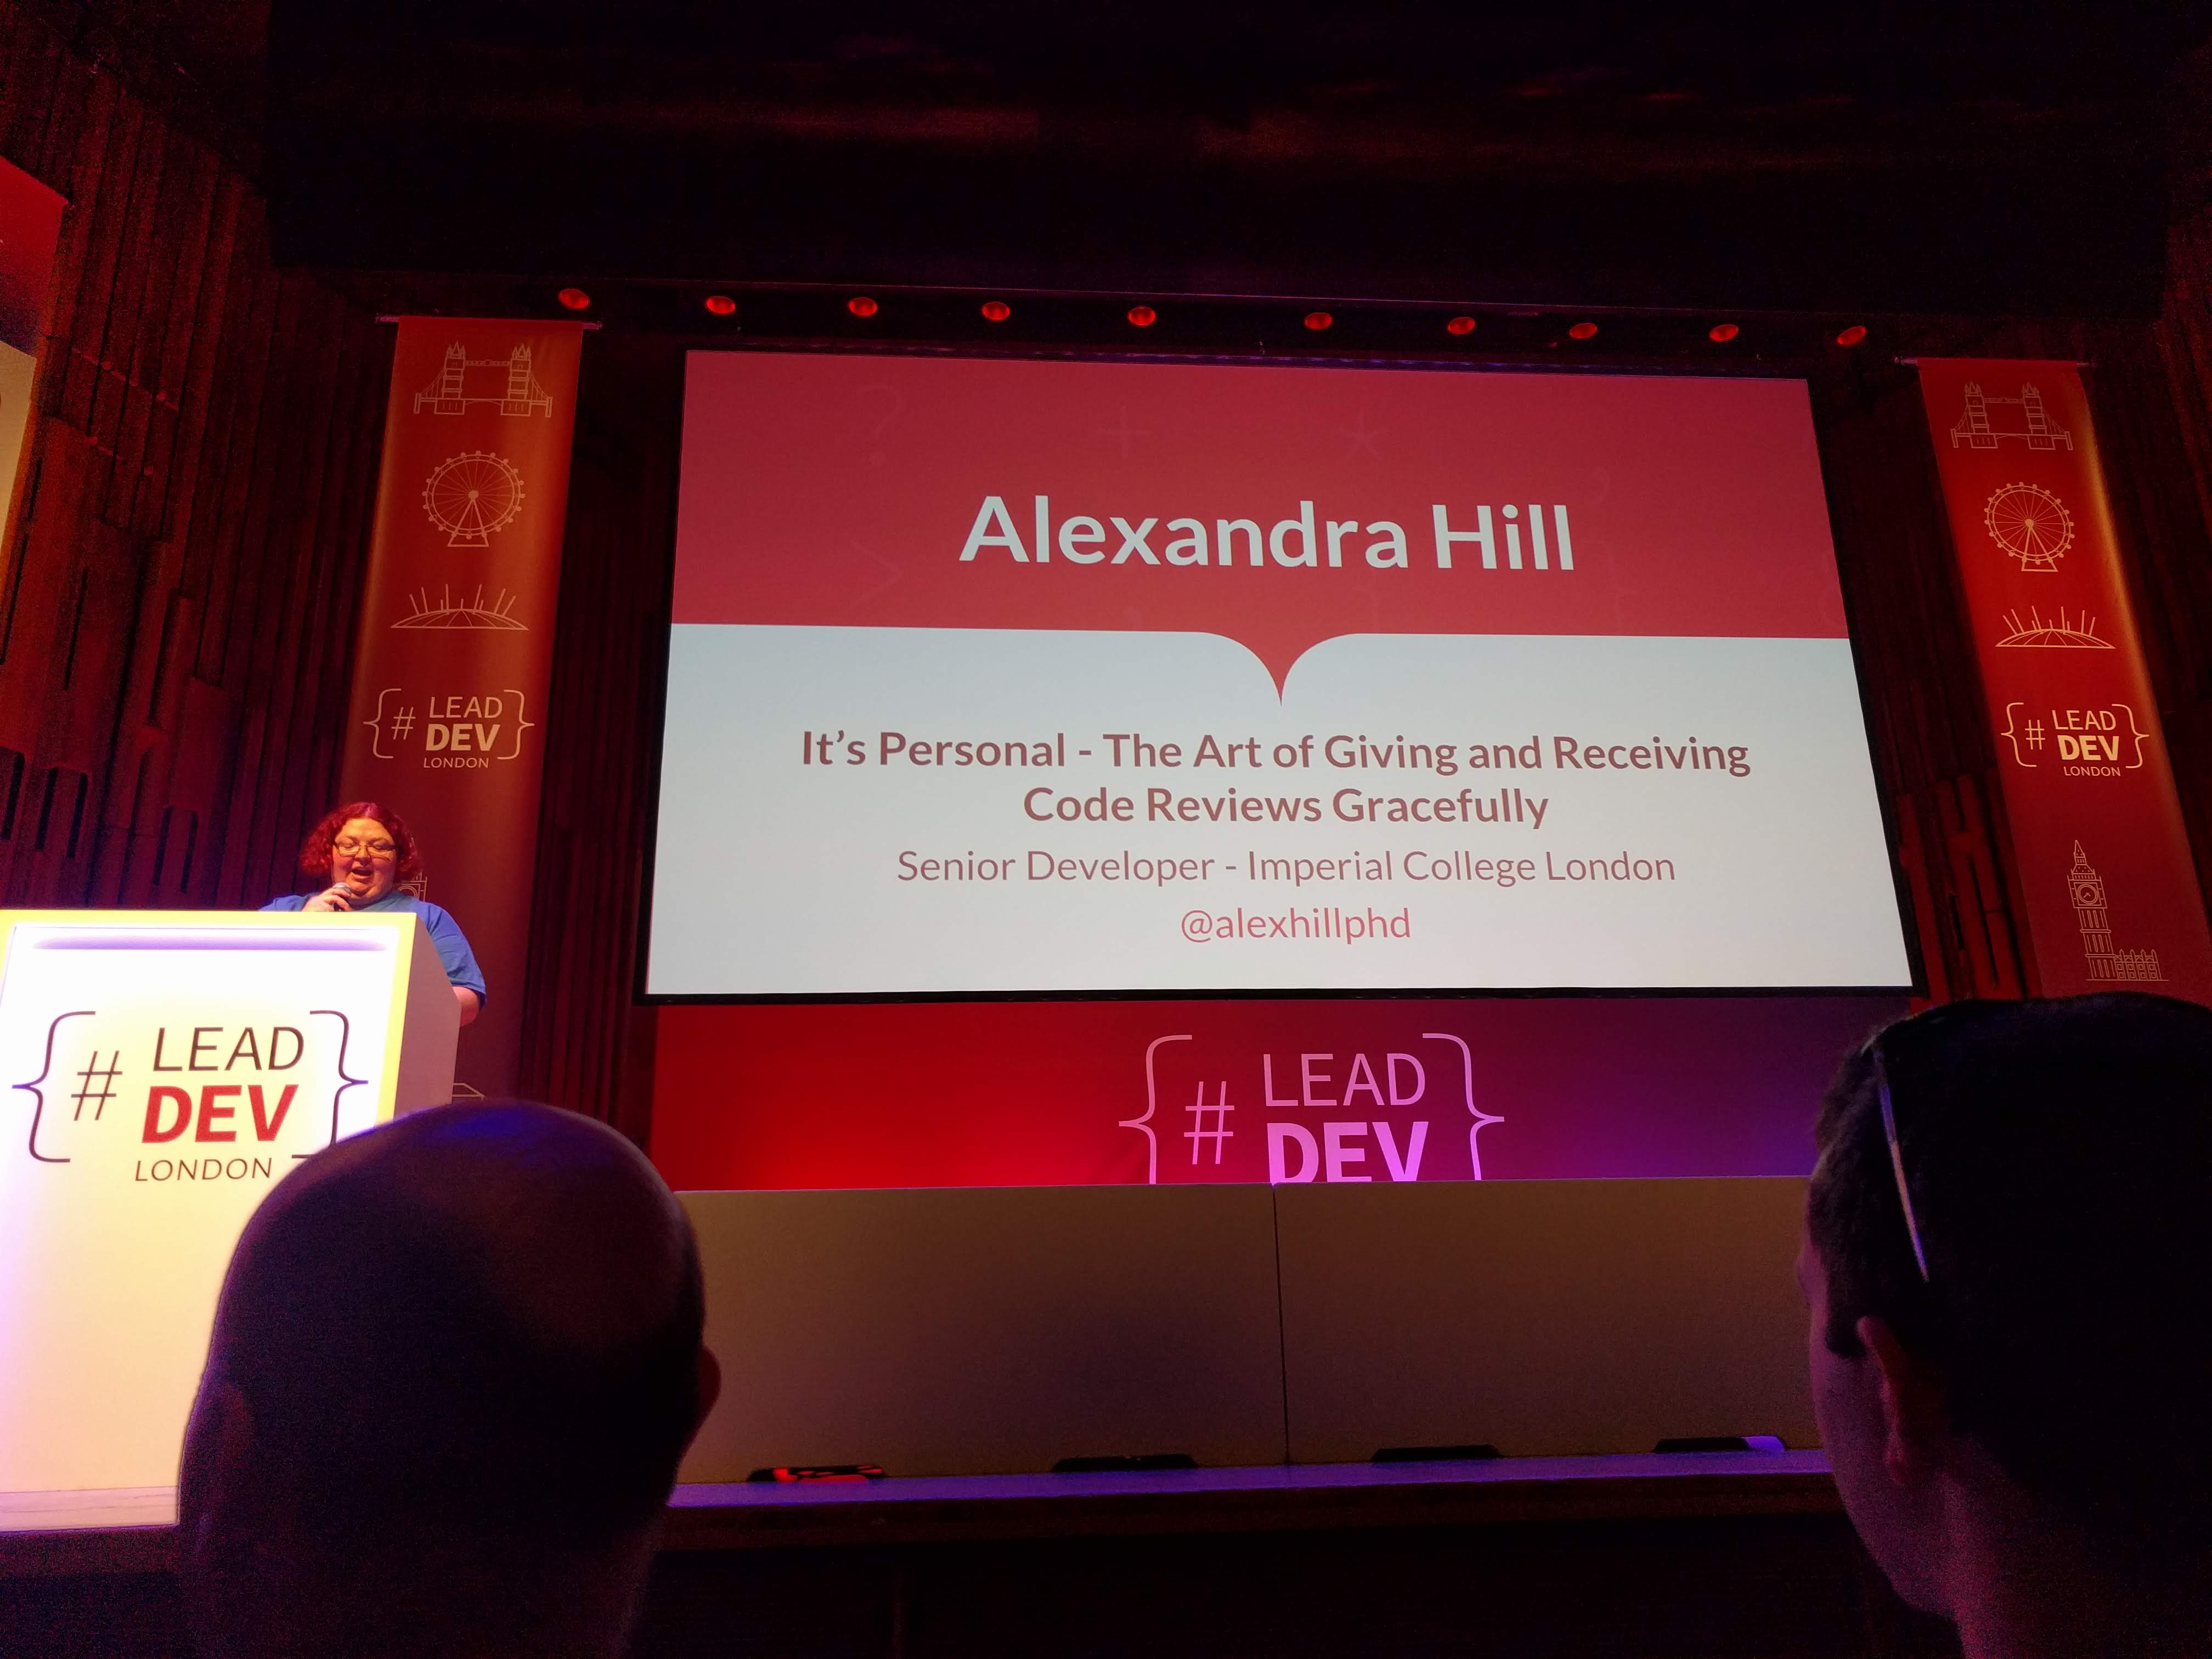 Alexandra Hill
It's Personal - The Art of Giving and Receiving
Code Reviews Gracefully
Senior Developer - Imperial College London
@alexhillphd
{# LEAD
DEV}
LONDON
{# LEAD
DEV}
LONDON
{# LEAD
DEV}
LONDON
{# LEAD
DEV}